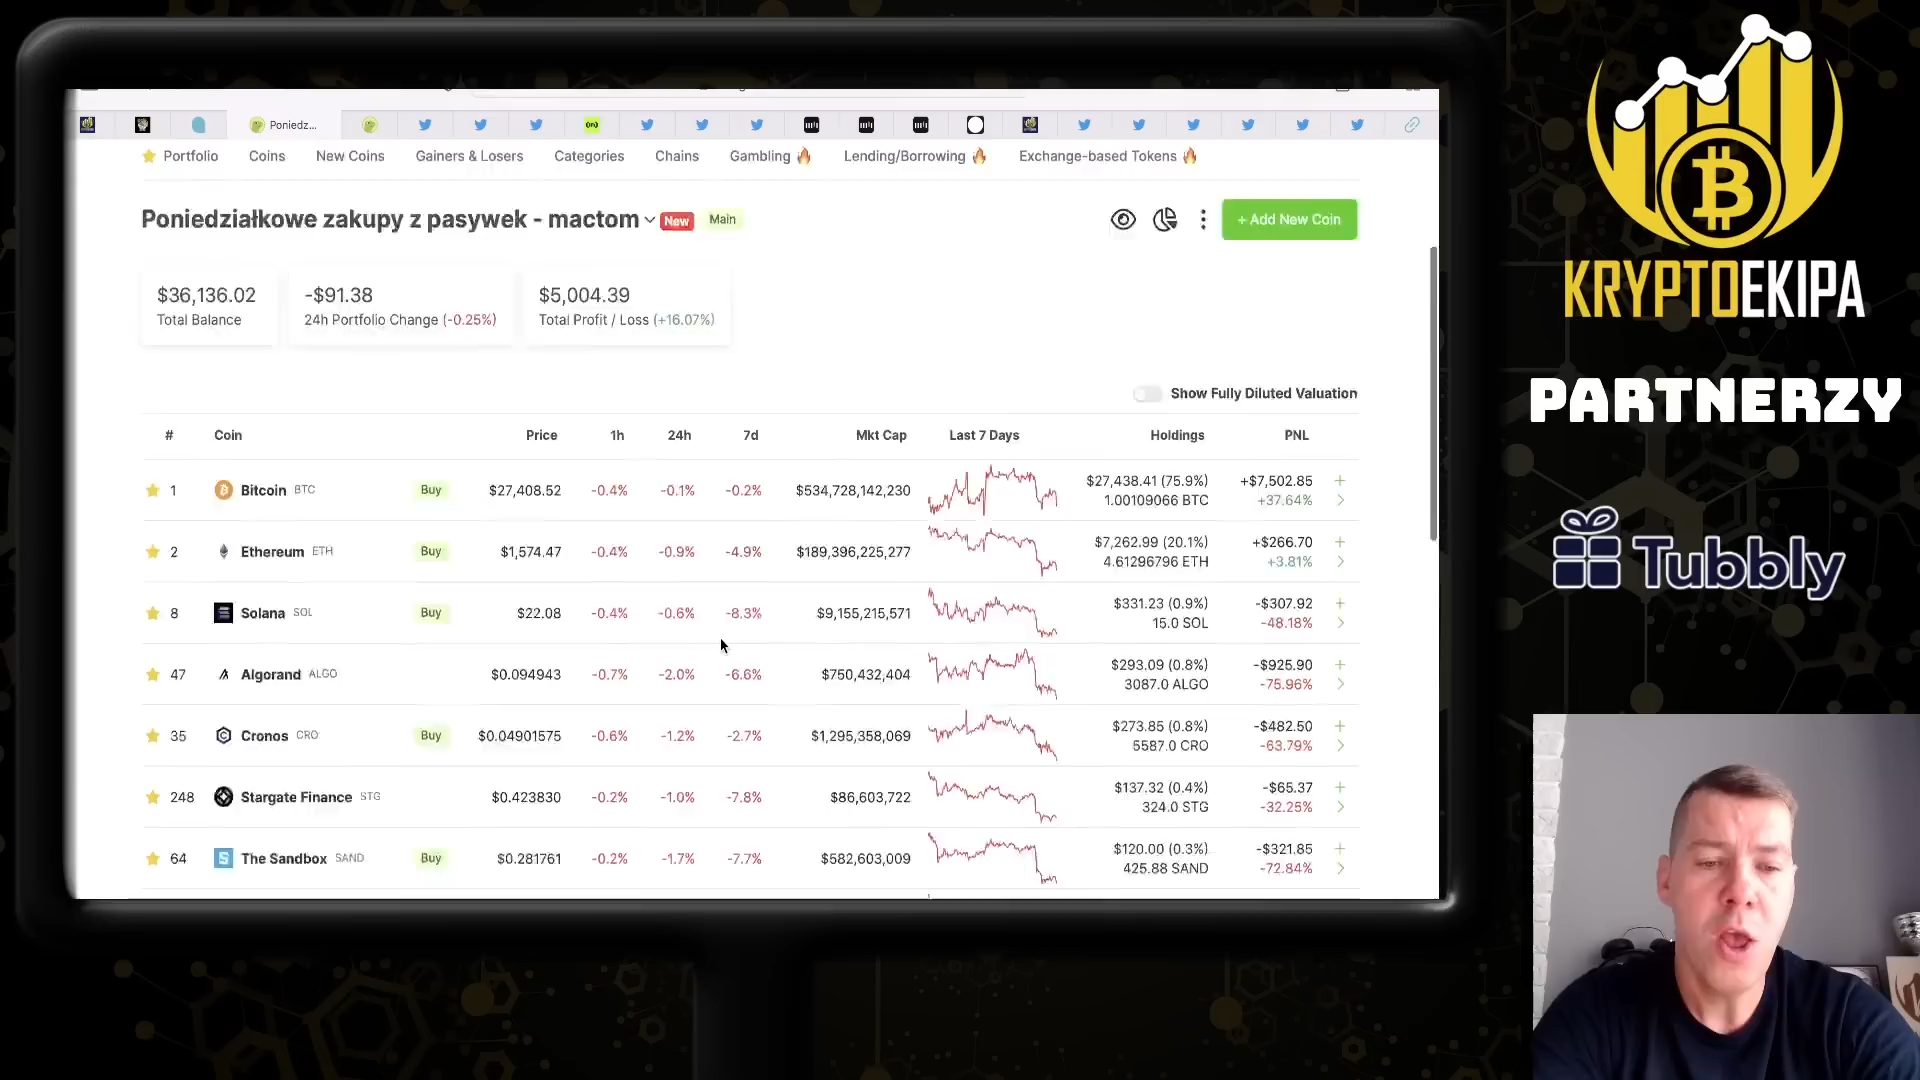 Poniedz...
Portfolio Coins New Coins Gainers & Losers Categories Chains Gambling Lending/Borrowing Exchange-based Tokens
Poniedziałkowe zakupy z pasywek - mactom New Main + Add New Coin
$36,136.02 -$91.38 $5,004.39
Total Balance 24h Portfolio Change (-0.25%) Total Profit / Loss (+16.07%)
Show Fully Diluted Valuation
# Coin Price 1h 24h 7d Mkt Cap Last 7 Days Holdings PNL
1 Bitcoin BTC Buy $27,408.52 -0.4% -0.1% -0.2% $534,728,142,230 $27,438.41 (75.9%) +$7,502.85
1.00109066 BTC +37.64%
2 Ethereum ETH Buy $1,574.47 -0.4% -0.9% -4.9% $189,396,225,277 $7,262.99 (20.1%) +$266.70
4.61296796 ETH +3.81%
8 Solana SOL Buy $22.08 -0.4% -0.6% -8.3% $9,155,215,571 $331.23 (0.9%) -$307.92
15.0 SOL -48.18%
47 Algorand ALGO $0.094943 -0.7% -2.0% -6.6% $750,432,404 $293.09 (0.8%) -$925.90
3087.0 ALGO -75.96%
35 Cronos CRO Buy $0.04901575 -0.6% -1.2% -2.7% $1,295,358,069 $273.85 (0.8%) -$482.50
5587.0 CRO -63.79%
248 Stargate Finance STG $0.423830 -0.2% -1.0% -7.8% $86,603,722 $137.32 (0.4%) -$65.37
324.0 STG -32.25%
64 The Sandbox SAND Buy $0.281761 -0.2% -1.7% -7.7% $582,603,009 $120.00 (0.3%) -$321.85
425.88 SAND -72.84%
KRYPTOEKIPA
PARTNERZY
Tubbly